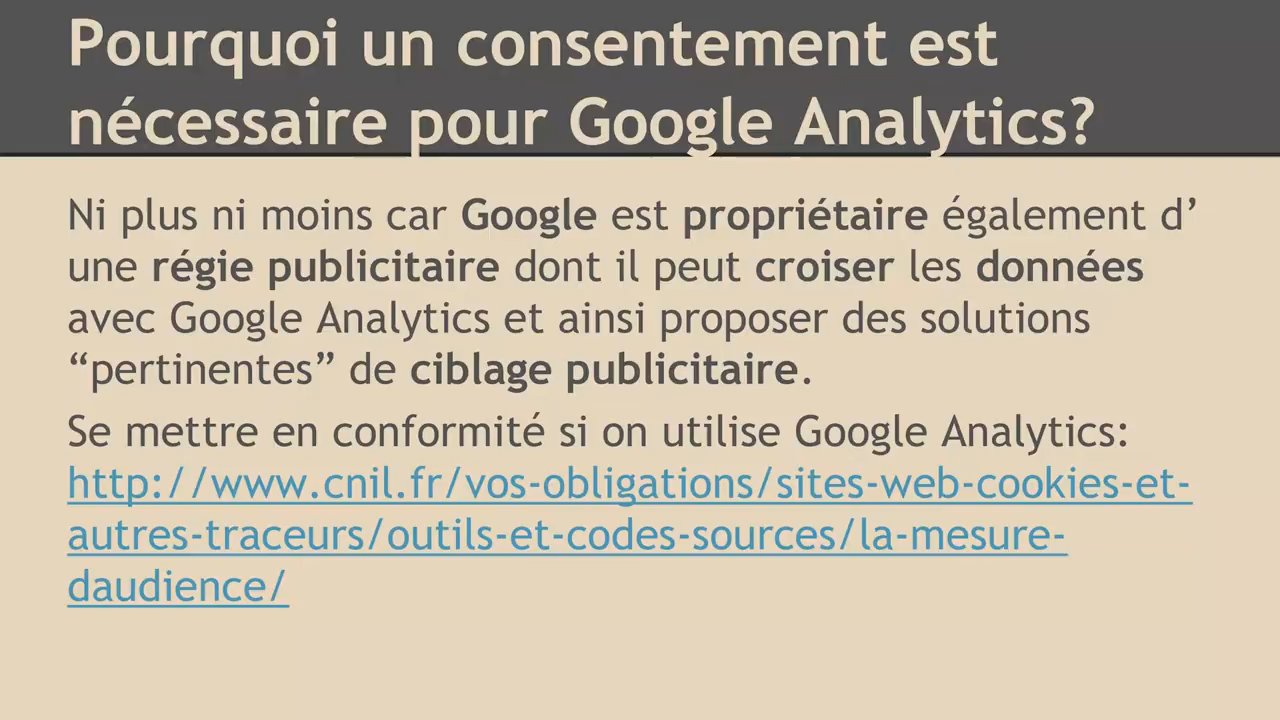 Pourquoi un consentement est
nécessaire pour Google Analytics?
Ni plus ni moins car Google est propriétaire également d’
une régie publicitaire dont il peut croiser les données
avec Google Analytics et ainsi proposer des solutions
“pertinentes” de ciblage publicitaire.
Se mettre en conformité si on utilise Google Analytics:
http://www.cnil.fr/vos-obligations/sites-web-cookies-et-
autres-traceurs/outils-et-codes-sources/la-mesure-
daudience/